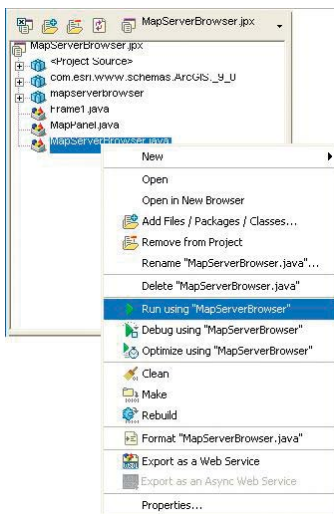 MapServerBrowser.jpx
MapServerBrowser.jpx
<Project Source>
com.esri.www.schemas.ArcGIS._9_0
mapserverbrowser
Frame1.java
MapPanel.java
MapServerBrowser.java
New
Open
Open in New Browser
Add Files / Packages / Classes...
Remove from Project
Rename "MapServerBrowser.java"...
Delete "MapServerBrowser.java"
Run using "MapServerBrowser"
Debug using "MapServerBrowser"
Optimize using "MapServerBrowser"
Clean
Make
Rebuild
Format "MapServerBrowser.java"
Export as a Web Service
Export as an Async Web Service
Properties...